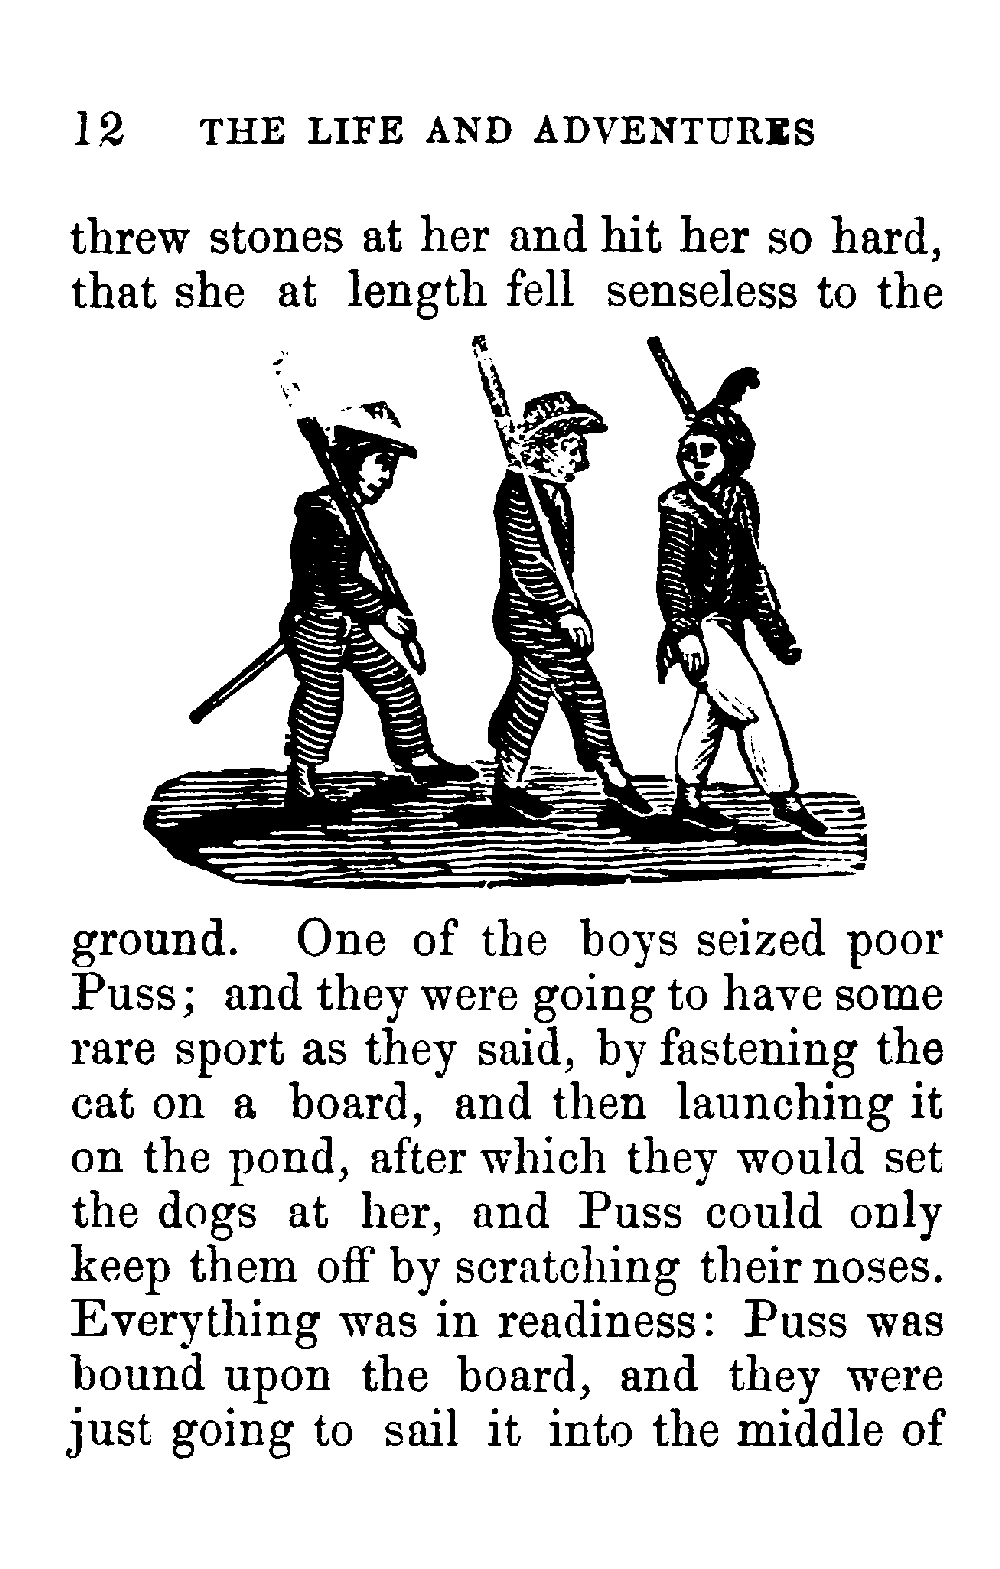 12 THE LIFE AND ADVENTURES
threw stones at her and hit her so hard,
that she at length fell senseless to the
ground. One of the boys seized poor
Puss; and they were going to have some
rare sport as they said, by fastening the
cat on a board, and then launching it
on the pond, after which they would set
the dogs at her, and Puss could only
keep them off by scratching their noses.
Everything was in readiness: Puss was
bound upon the board, and they were
just going to sail it into the middle of